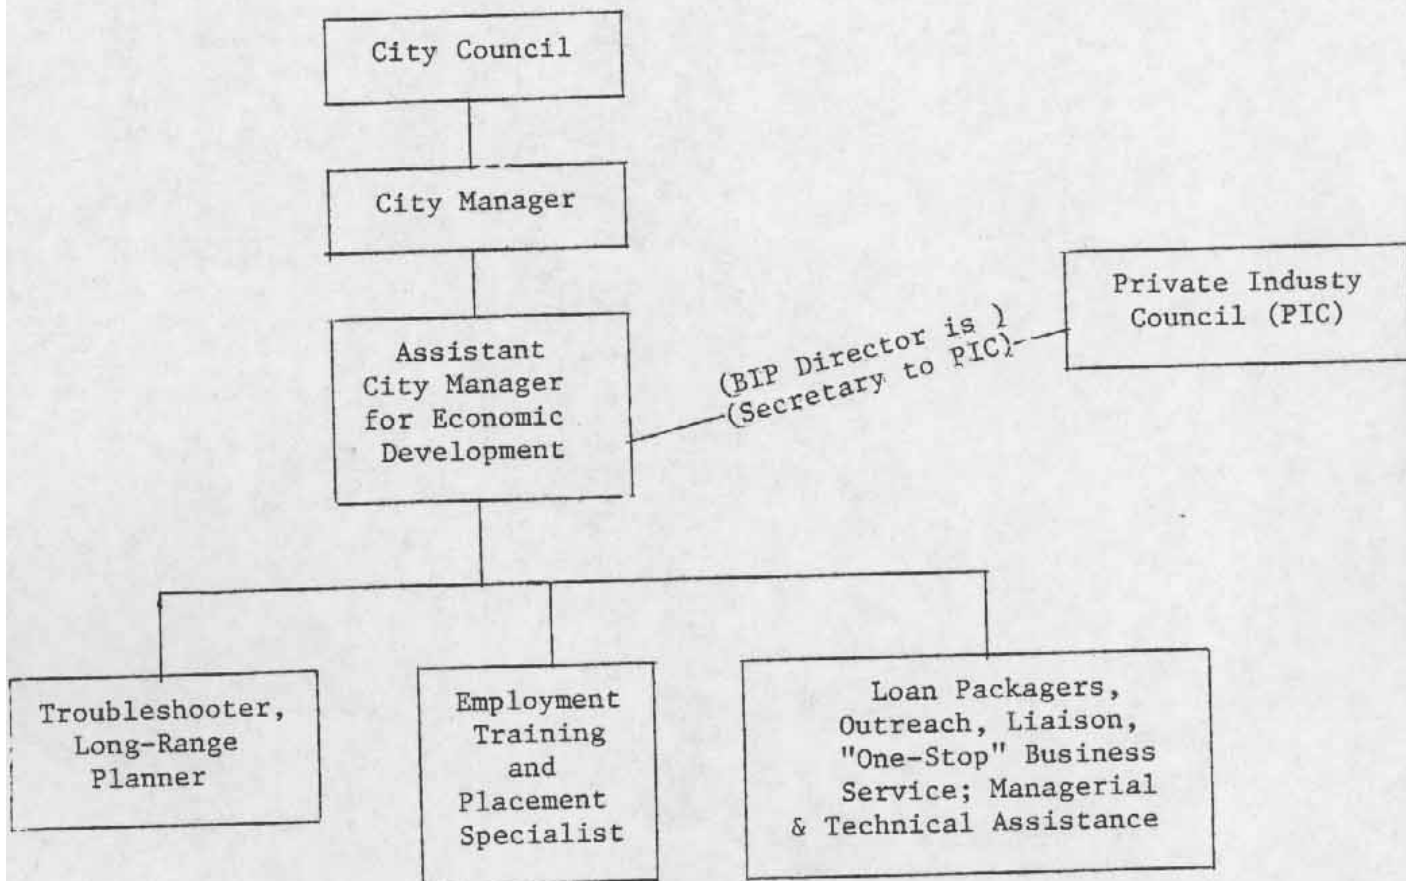 City Council
City Manager
Assistant
City Manager
for Economic
Development
(BIP Director is )
(Secretary to PIC)
Private Industy
Council (PIC)
Troubleshooter,
Long-Range
Planner
Employment
Training
and
Placement
Specialist
Loan Packagers,
Outreach, Liaison,
"One-Stop" Business
Service; Managerial
& Technical Assistance